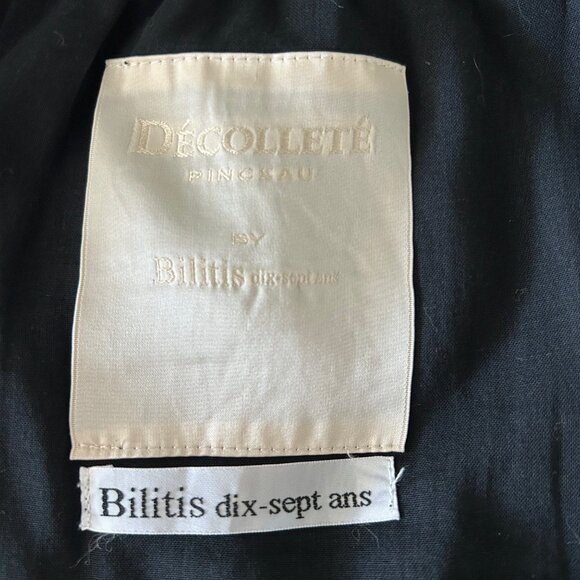 DÉCOLLETÉ
PINCEAU
BY
Bilitis dix-sept ans
Bilitis dix-sept ans